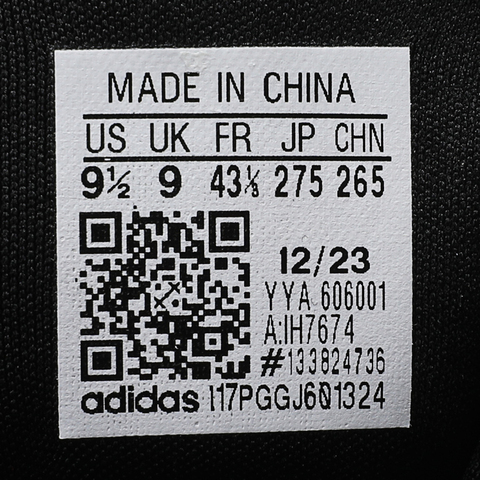 MADE IN CHINA
US UK FR JP CHN
9½ 9 43⅓ 275 265
12/23
YYA 606001
A:IH7674
#133824736
adidas 117PGGJ601324